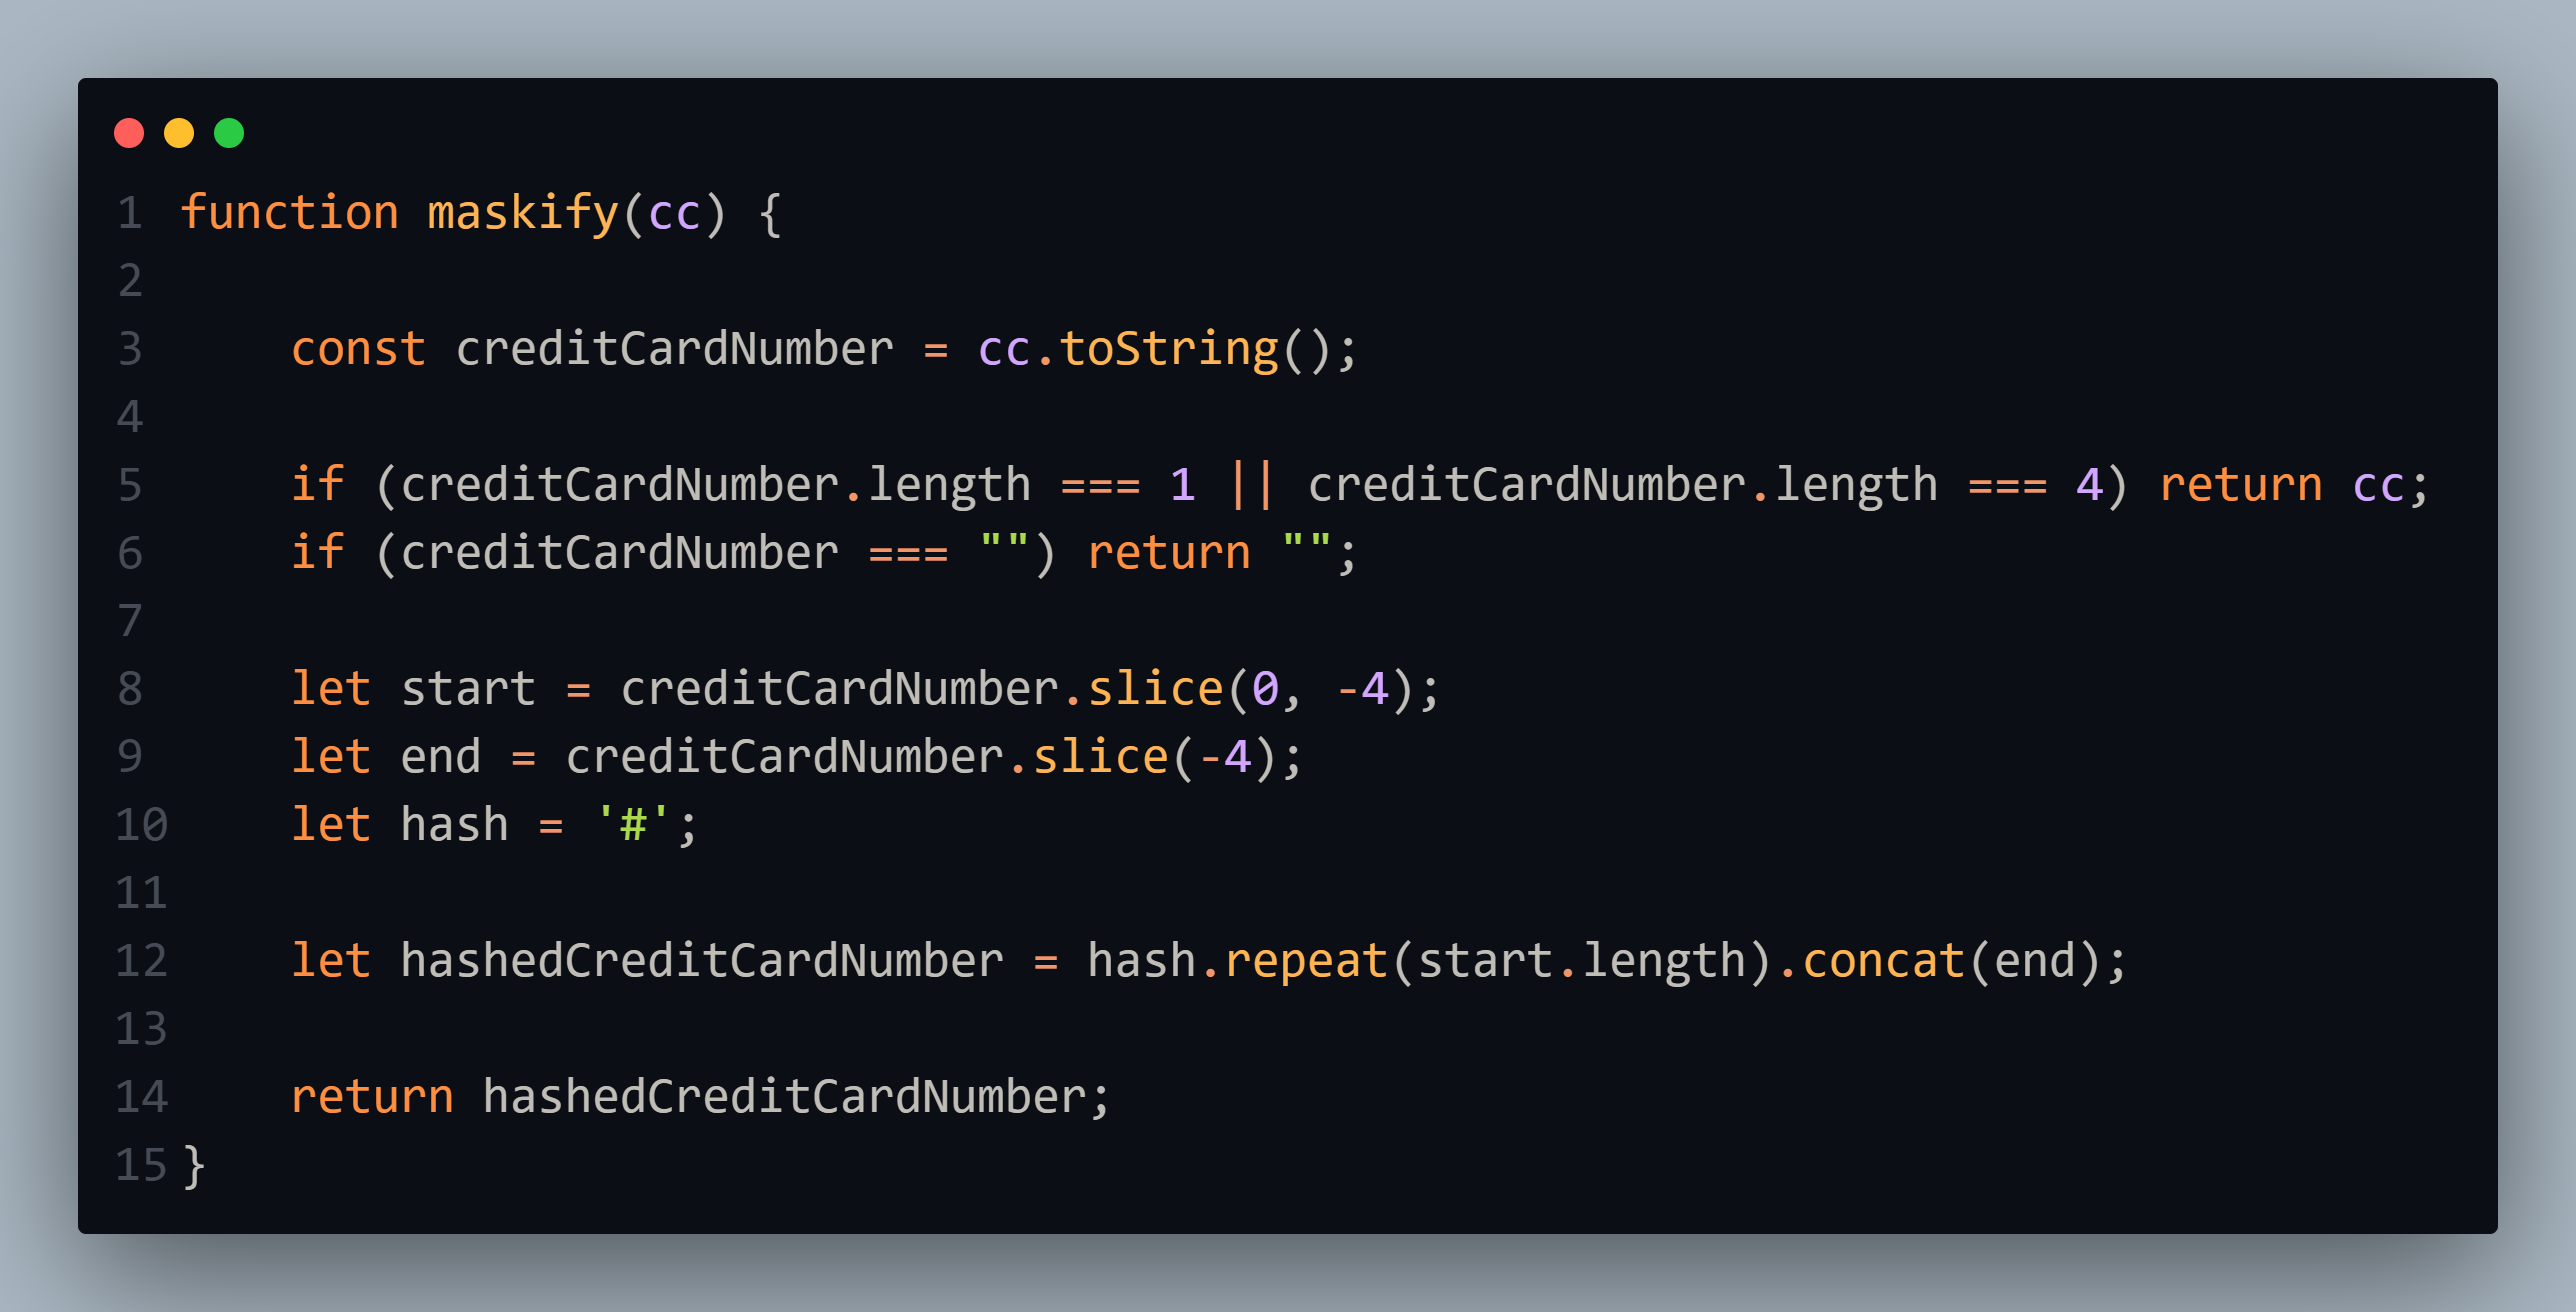 1 function maskify(cc) {
2
3     const creditCardNumber = cc.toString();
4
5     if (creditCardNumber.length === 1 || creditCardNumber.length === 4) return cc;
6     if (creditCardNumber === "") return "";
7
8     let start = creditCardNumber.slice(0, -4);
9     let end = creditCardNumber.slice(-4);
10     let hash = '#';
11
12     let hashedCreditCardNumber = hash.repeat(start.length).concat(end);
13
14     return hashedCreditCardNumber;
15 }